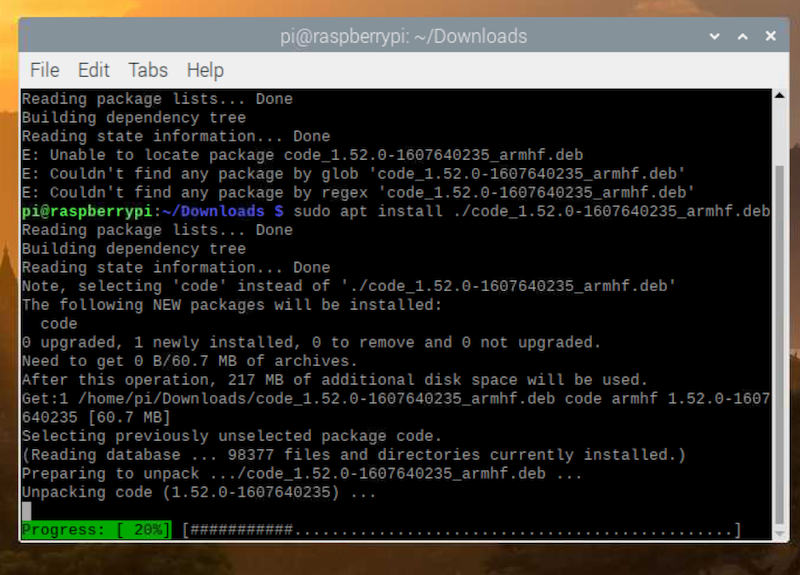 pi@raspberrypi: ~/Downloads
File Edit Tabs Help
Reading package lists... Done
Building dependency tree
Reading state information... Done
E: Unable to locate package code_1.52.0-1607640235_armhf.deb
E: Couldn't find any package by glob 'code_1.52.0-1607640235_armhf.deb'
E: Couldn't find any package by regex 'code_1.52.0-1607640235_armhf.deb'
pi@raspberrypi:~/Downloads $ sudo apt install ./code_1.52.0-1607640235_armhf.deb
Reading package lists... Done
Building dependency tree
Reading state information... Done
Note, selecting 'code' instead of './code_1.52.0-1607640235_armhf.deb'
The following NEW packages will be installed:
  code
0 upgraded, 1 newly installed, 0 to remove and 0 not upgraded.
Need to get 0 B/60.7 MB of archives.
After this operation, 217 MB of additional disk space will be used.
Get:1 /home/pi/Downloads/code_1.52.0-1607640235_armhf.deb code armhf 1.52.0-1607
640235 [60.7 MB]
Selecting previously unselected package code.
(Reading database ... 98377 files and directories currently installed.)
Preparing to unpack .../code_1.52.0-1607640235_armhf.deb ...
Unpacking code (1.52.0-1607640235) ...
Progress: [ 20%] [###########...............................................]